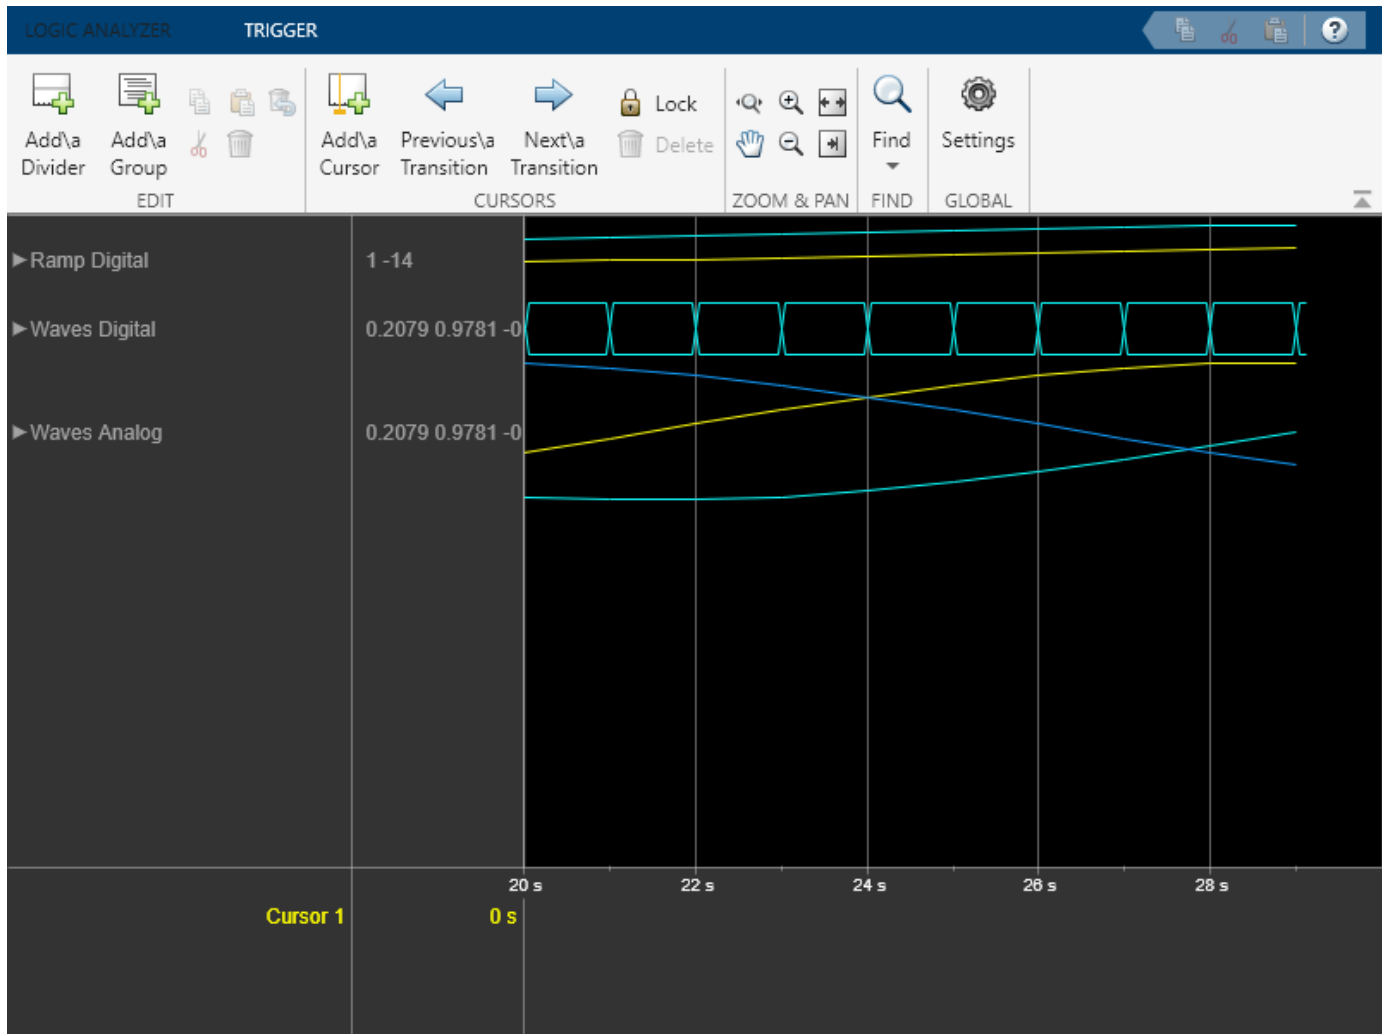 LOGIC ANALYZER TRIGGER
Add\a Divider
Add\a Group
EDIT
Add\a Cursor
Previous\a Transition
Next\a Transition
Lock
Delete
CURSORS
ZOOM & PAN
Find
FIND
Settings
GLOBAL
Ramp Digital 1 -14
Waves Digital 0.2079 0.9781 -0
Waves Analog 0.2079 0.9781 -0
20 s 22 s 24 s 26 s 28 s
Cursor 1 0 s